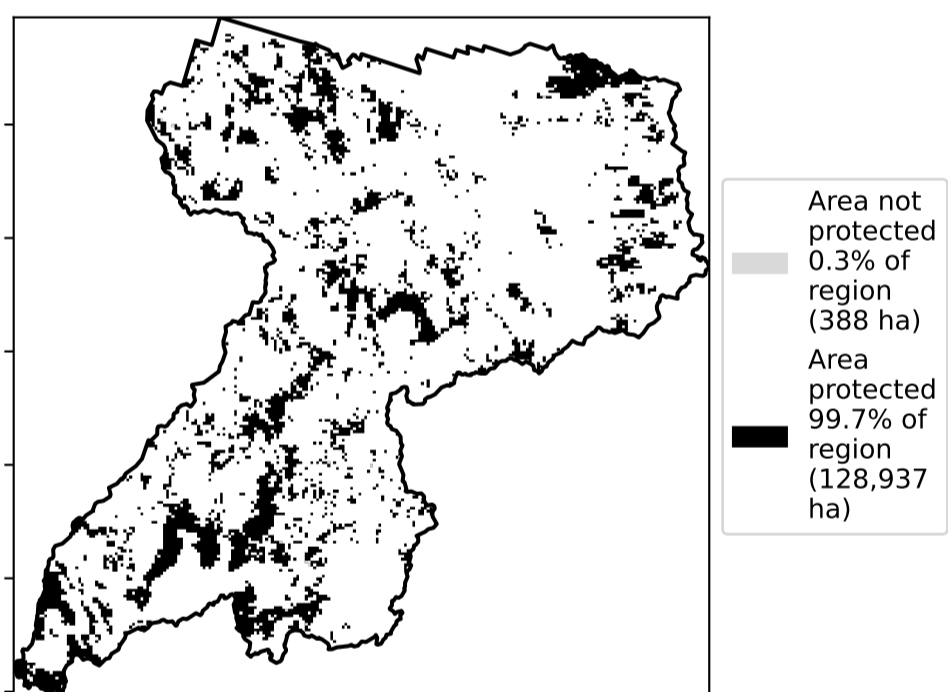 Area not
protected
0.3% of
region
(388 ha)
Area
protected
99.7% of
region
(128,937
ha)